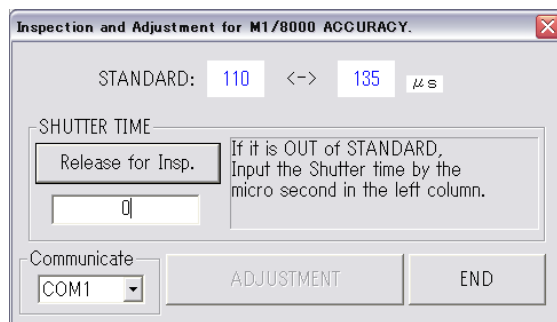 Inspection and Adjustment for M1/8000 ACCURACY.
STANDARD: 110 <-> 135 μs
SHUTTER TIME
Release for Insp.
If it is OUT of STANDARD,
Input the Shutter time by the
micro second in the left column.
0
Communicate
COM1
ADJUSTMENT
END